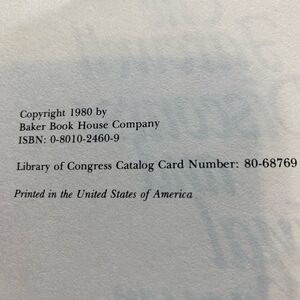 Copyright 1980 by
Baker Book House Company
ISBN: 0-8010-2460-9
Library of Congress Catalog Card Number: 80-68769
Printed in the United States of America